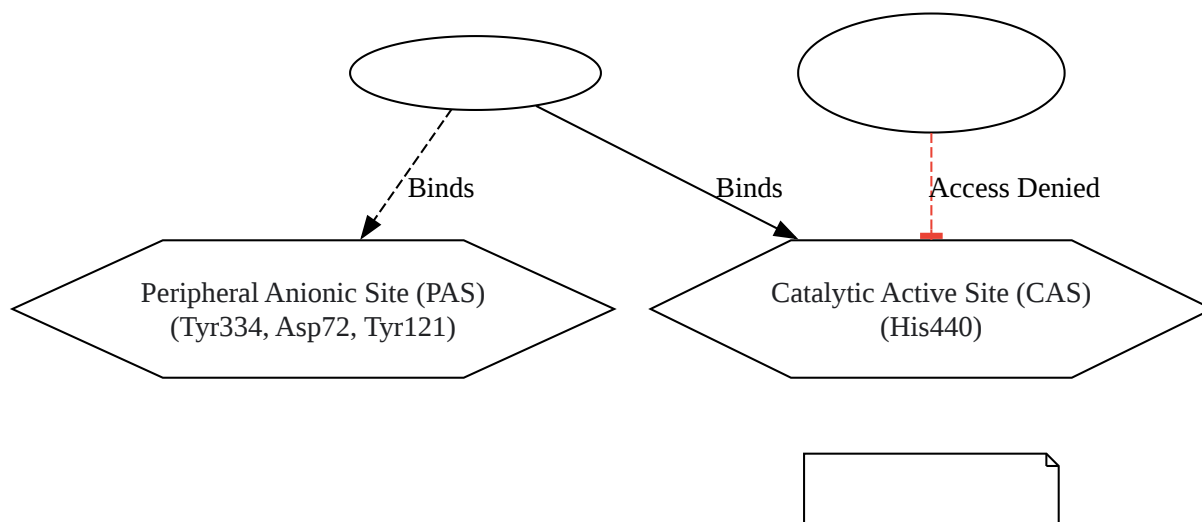 Binds
Binds
Access Denied
Peripheral Anionic Site (PAS)
(Tyr334, Asp72, Tyr121)
Catalytic Active Site (CAS)
(His440)